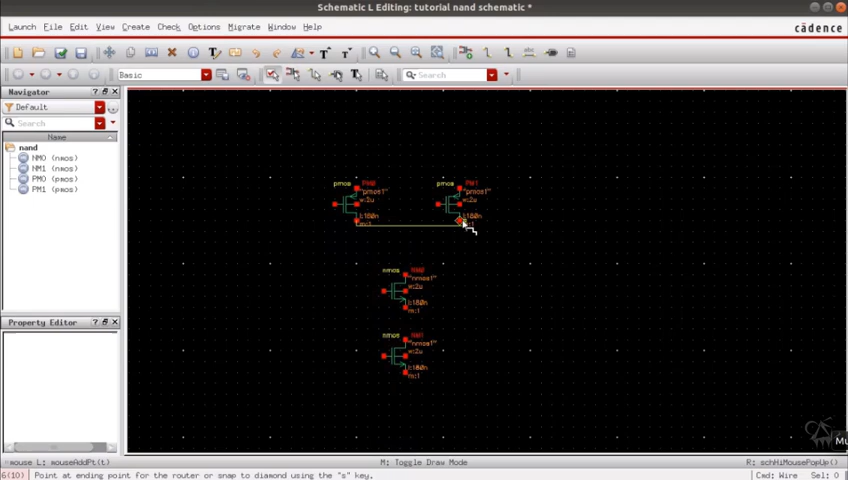 Schematic L Editing: tutorial nand schematic *
Launch File Edit View Create Check Options Migrate Window Help
cādence
Basic
Search
Navigator
Default
Search
Name
nand
NM0 (nmos)
NM1 (nmos)
PM0 (pmos)
PM1 (pmos)
Property Editor
pmos PM0
"pmos1"
l:180n
m:1
pmos PM1
"pmos1"
w:2u
l:180n
nmos NM0
"nmos1"
w:2u
l:180n
m:1
nmos NM1
"nmos1"
w:2u
l:180n
m:1
mouse L: mouseAddPt(t) M: Toggle Draw Mode R: schHiMousePopUp()
6(10) Point at ending point for the router or snap to diamond using the "s" key. Cmd: Wire Sel: 0